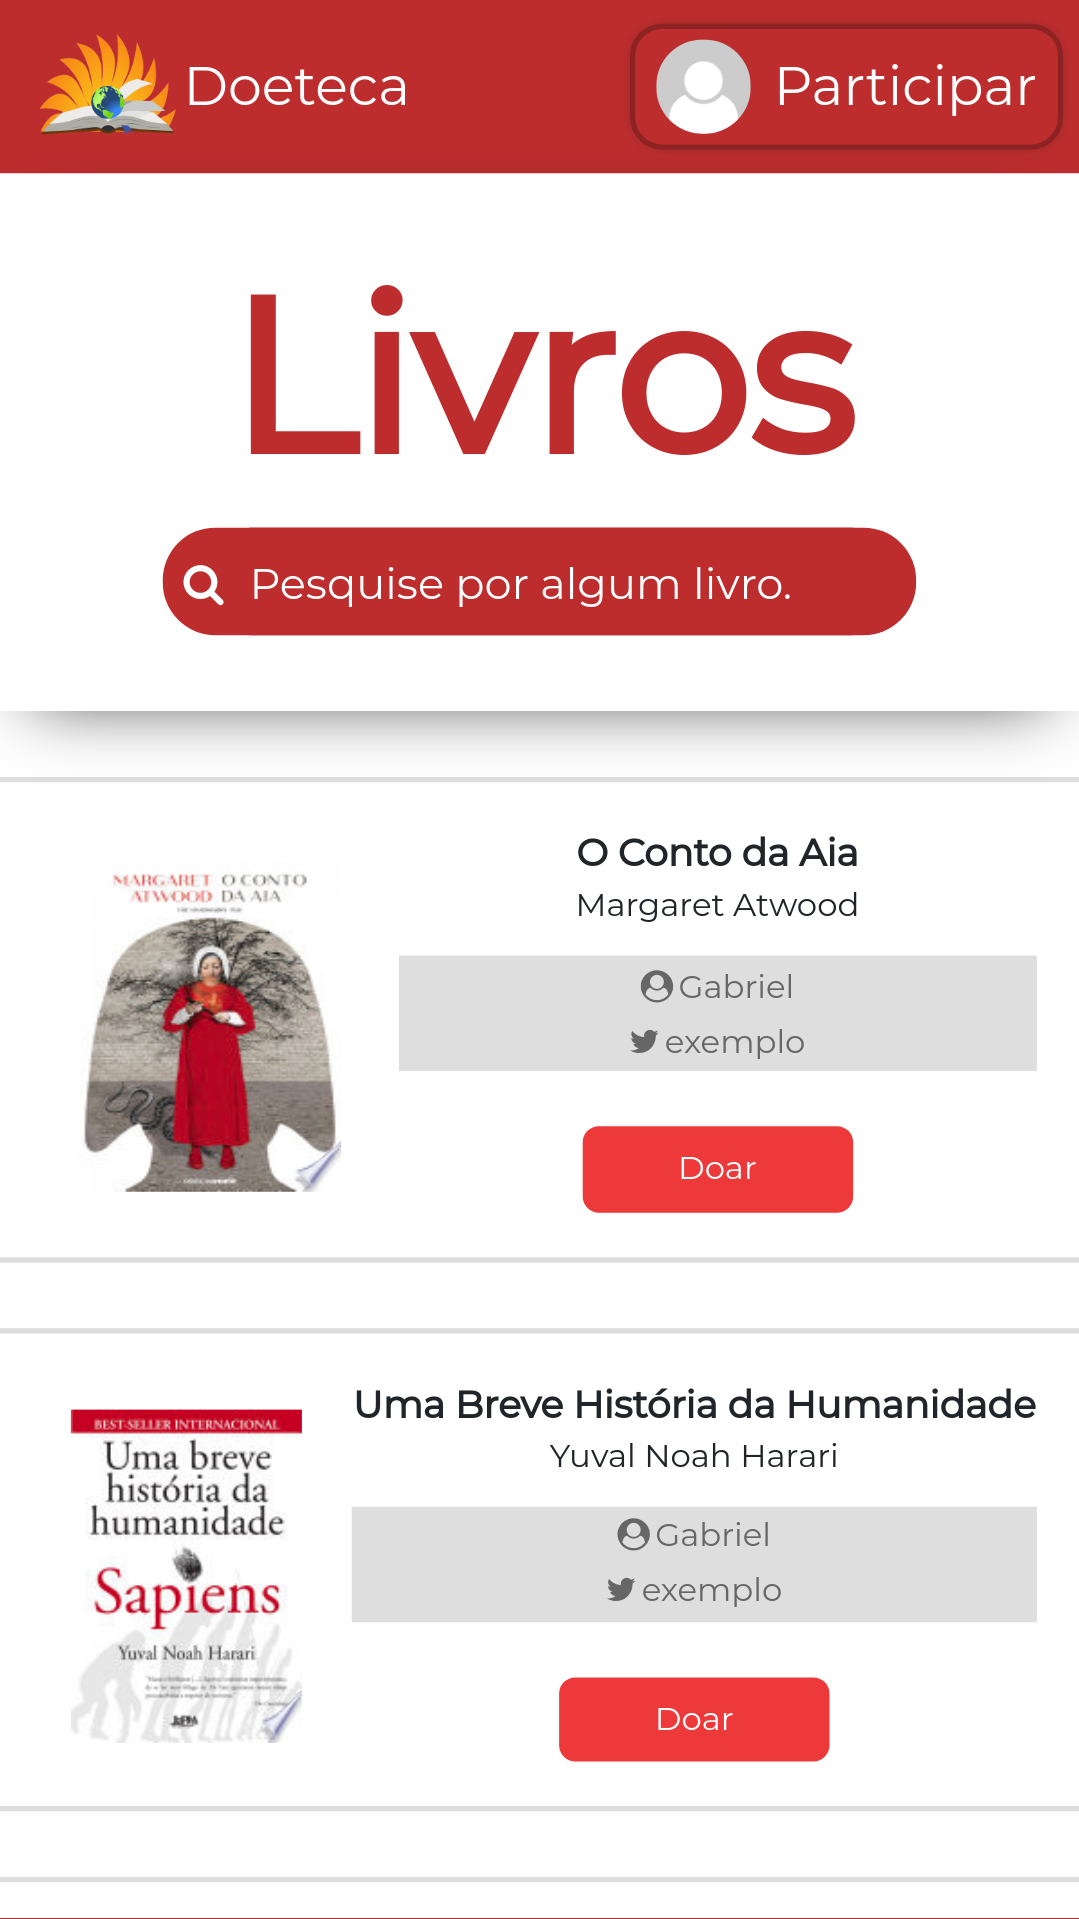 Doeteca
Participar
Livros
Pesquise por algum livro.
O Conto da Aia
Margaret Atwood
MARGARET O CONTO
ATWOOD DA AIA
Gabriel
exemplo
Doar
Uma Breve História da Humanidade
Yuval Noah Harari
BEST-SELLER INTERNACIONAL
Uma breve
história da
humanidade
Sapiens
Yuval Noah Harari
L&PM
Gabriel
exemplo
Doar